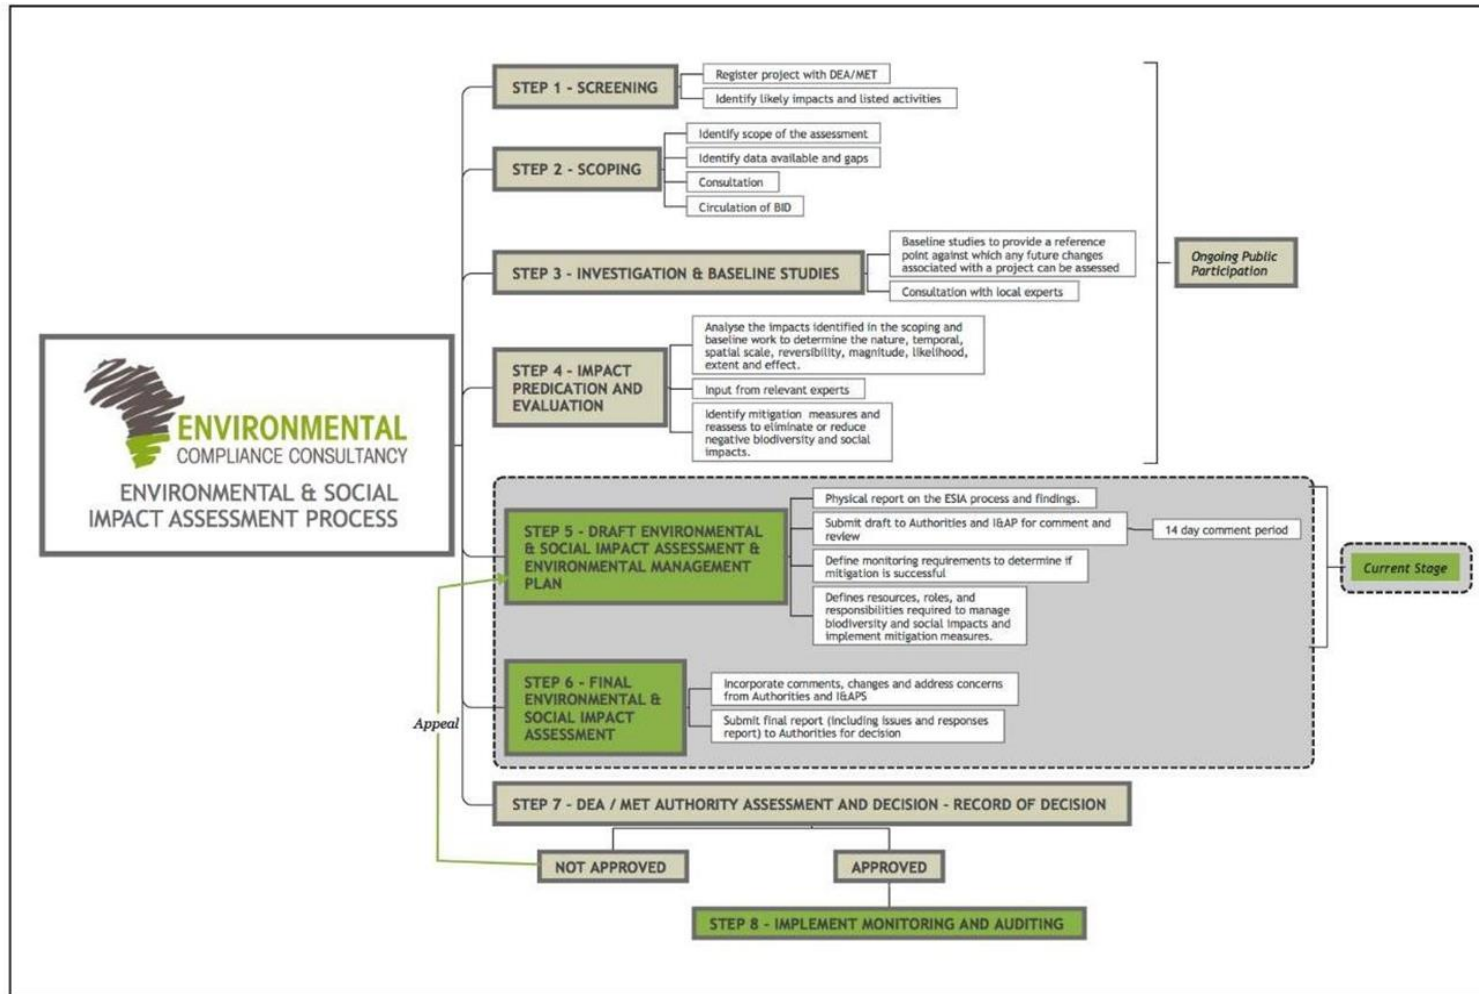 ENVIRONMENTAL
COMPLIANCE CONSULTANCY
ENVIRONMENTAL & SOCIAL
IMPACT ASSESSMENT PROCESS
STEP 1 - SCREENING
Register project with DEA/MET
Identify likely impacts and listed activities
STEP 2 - SCOPING
Identify scope of the assessment
Identify data available and gaps
Consultation
Circulation of BID
STEP 3 - INVESTIGATION & BASELINE STUDIES
Baseline studies to provide a reference
point against which any future changes
associated with a project can be assessed
Consultation with local experts
Ongoing Public
Participation
STEP 4 - IMPACT
PREDICATION AND
EVALUATION
Analyse the impacts identified in the scoping and
baseline work to determine the nature, temporal,
spatial scale, reversibility, magnitude, likelihood,
extent and effect.
Input from relevant experts
Identify mitigation measures and
reassess to eliminate or reduce
negative biodiversity and social
impacts.
STEP 5 - DRAFT ENVIRONMENTAL
& SOCIAL IMPACT ASSESSMENT &
ENVIRONMENTAL MANAGEMENT
PLAN
Physical report on the ESIA process and findings.
Submit draft to Authorities and I&AP for comment and
review
14 day comment period
Define monitoring requirements to determine if
mitigation is successful
Defines resources, roles, and
responsibilities required to manage
biodiversity and social impacts and
implement mitigation measures.
Current Stage
STEP 6 - FINAL
ENVIRONMENTAL &
SOCIAL IMPACT
ASSESSMENT
Incorporate comments, changes and address concerns
from Authorities and I&APS
Submit final report (including issues and responses
report) to Authorities for decision
Appeal
STEP 7 - DEA / MET AUTHORITY ASSESSMENT AND DECISION - RECORD OF DECISION
NOT APPROVED
APPROVED
STEP 8 - IMPLEMENT MONITORING AND AUDITING